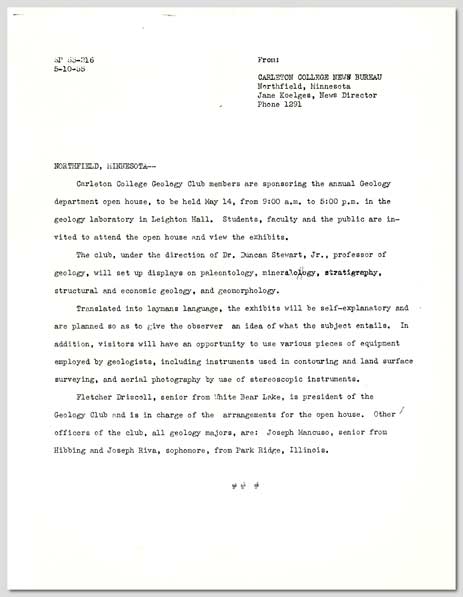 SP 55-216
5-10-55
From:
CARLETON COLLEGE NEWS BUREAU
Northfield, Minnesota
Jane Koelges, News Director
Phone 1291
NORTHFIELD, MINNESOTA--
Carleton College Geology Club members are sponsoring the annual Geology
department open house, to be held May 14, from 9:00 a.m. to 5:00 p.m. in the
geology laboratory in Leighton Hall. Students, faculty and the public are in-
vited to attend the open house and view the exhibits.
The club, under the direction of Dr. Duncan Stewart, Jr., professor of
geology, will set up displays on paleontology, mineralology, stratigraphy,
structural and economic geology, and geomorphology.
Translated into laymans language, the exhibits will be self-explanatory and
are planned so as to give the observer an idea of what the subject entails. In
addition, visitors will have an opportunity to use various pieces of equipment
employed by geologists, including instruments used in contouring and land surface
surveying, and aerial photography by use of stereoscopic instruments.
Fletcher Driscoll, senior from White Bear Lake, is president of the
Geology Club and is in charge of the arrangements for the open house. Other
officers of the club, all geology majors, are: Joseph Mancuso, senior from
Hibbing and Joseph Riva, sophomore, from Park Ridge, Illinois.
# # #